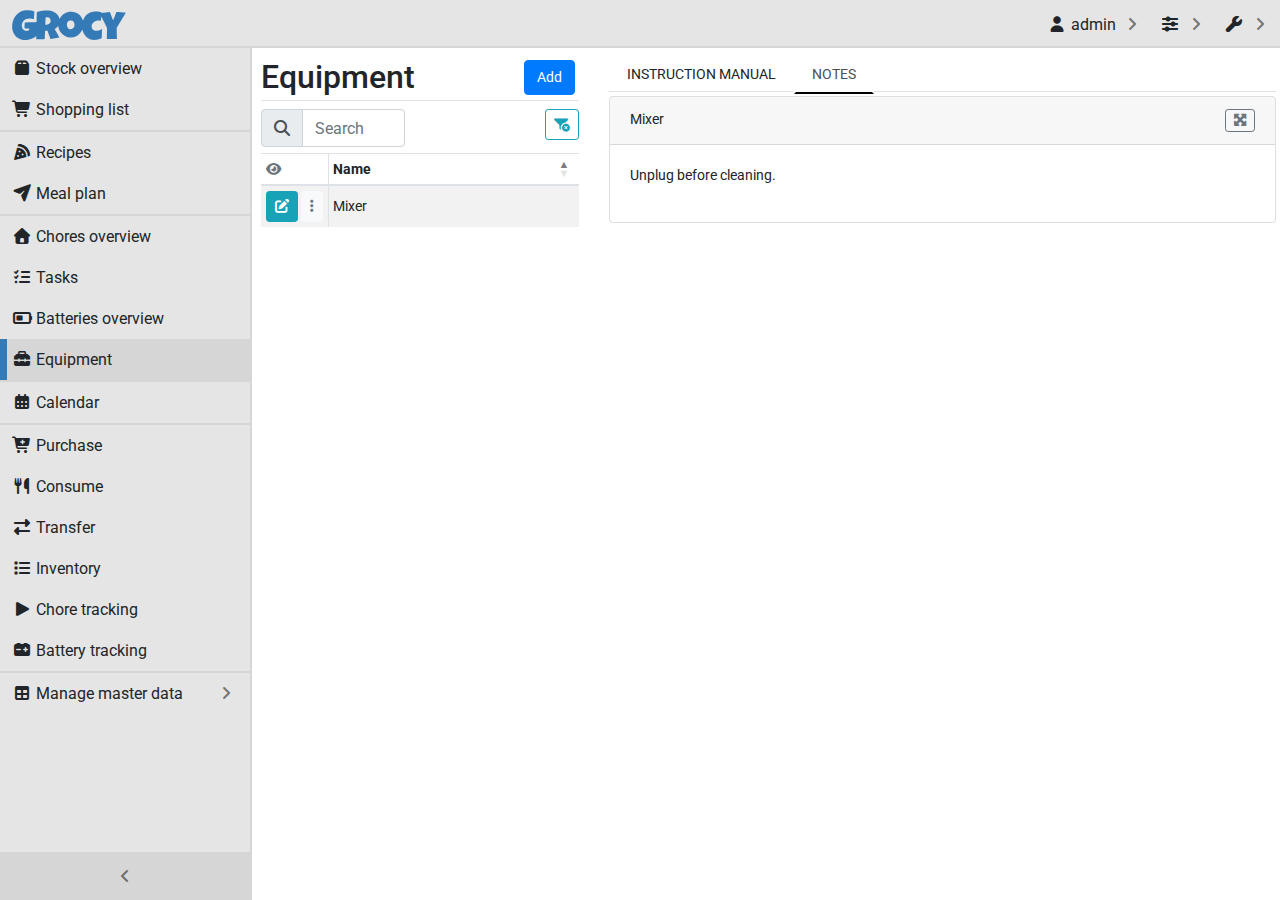 GROCY
admin
Stock overview
Shopping list
Recipes
Meal plan
Chores overview
Tasks
Batteries overview
Equipment
Calendar
Purchase
Consume
Transfer
Inventory
Chore tracking
Battery tracking
Manage master data
Equipment
Add
Search
Name
Mixer
INSTRUCTION MANUAL
NOTES
Mixer
Unplug before cleaning.